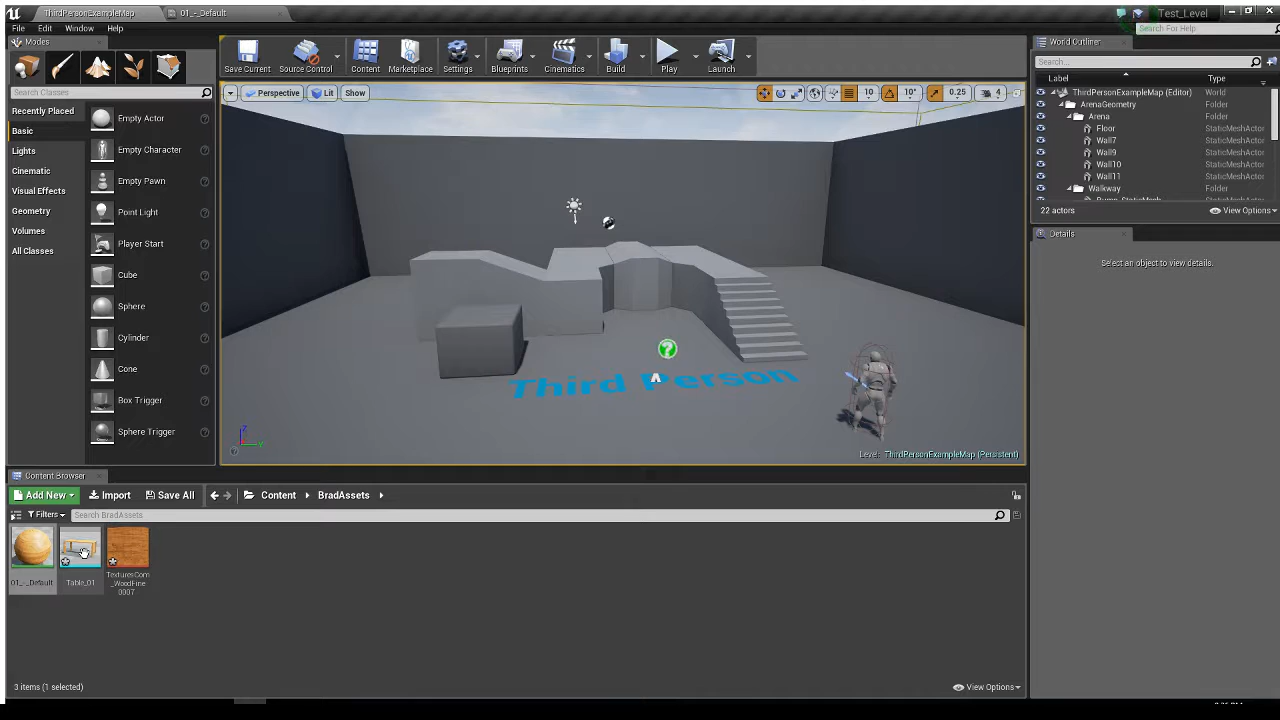 ThirdPersonExampleMap
01_-_Default
Test_Level
File Edit Window Help
Search For Help
Modes
Search Classes
Recently Placed
Basic
Lights
Cinematic
Visual Effects
Geometry
Volumes
All Classes
Empty Actor
Empty Character
Empty Pawn
Point Light
Player Start
Cube
Sphere
Cylinder
Cone
Box Trigger
Sphere Trigger
Save Current
Source Control
Content
Marketplace
Settings
Blueprints
Cinematics
Build
Play
Launch
Perspective
Lit
Show
10
10°
0.25
4
Third Person
Level: ThirdPersonExampleMap (Persistent)
World Outliner
Search...
Label
Type
ThirdPersonExampleMap (Editor) World
ArenaGeometry Folder
Arena Folder
Floor StaticMeshActor
Wall7 StaticMeshActor
Wall9 StaticMeshActor
Wall10 StaticMeshActor
Wall11 StaticMeshActor
Walkway Folder
22 actors
View Options
Details
Select an object to view details.
Content Browser
Add New
Import
Save All
Content
BradAssets
Filters
Search BradAssets
01_-_Default
Table_01
TexturesCom
_WoodFine
0007
3 items (1 selected)
View Options